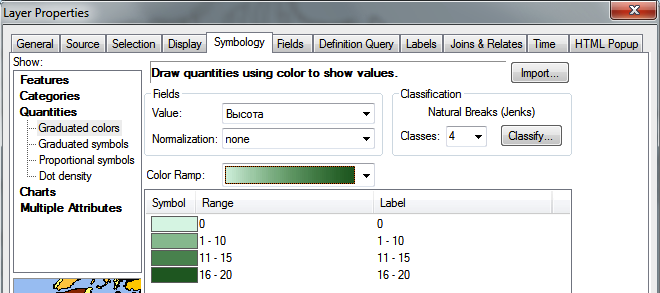 Layer Properties
General Source Selection Display Symbology Fields Definition Query Labels Joins & Relates Time HTML Popup
Show:
Features
Categories
Quantities
Graduated colors
Graduated symbols
Proportional symbols
Dot density
Charts
Multiple Attributes
Draw quantities using color to show values.
Import...
Fields
Value: Высота
Normalization: none
Classification
Natural Breaks (Jenks)
Classes: 4 Classify...
Color Ramp:
Symbol Range Label
0 0
1 - 10 1 - 10
11 - 15 11 - 15
16 - 20 16 - 20